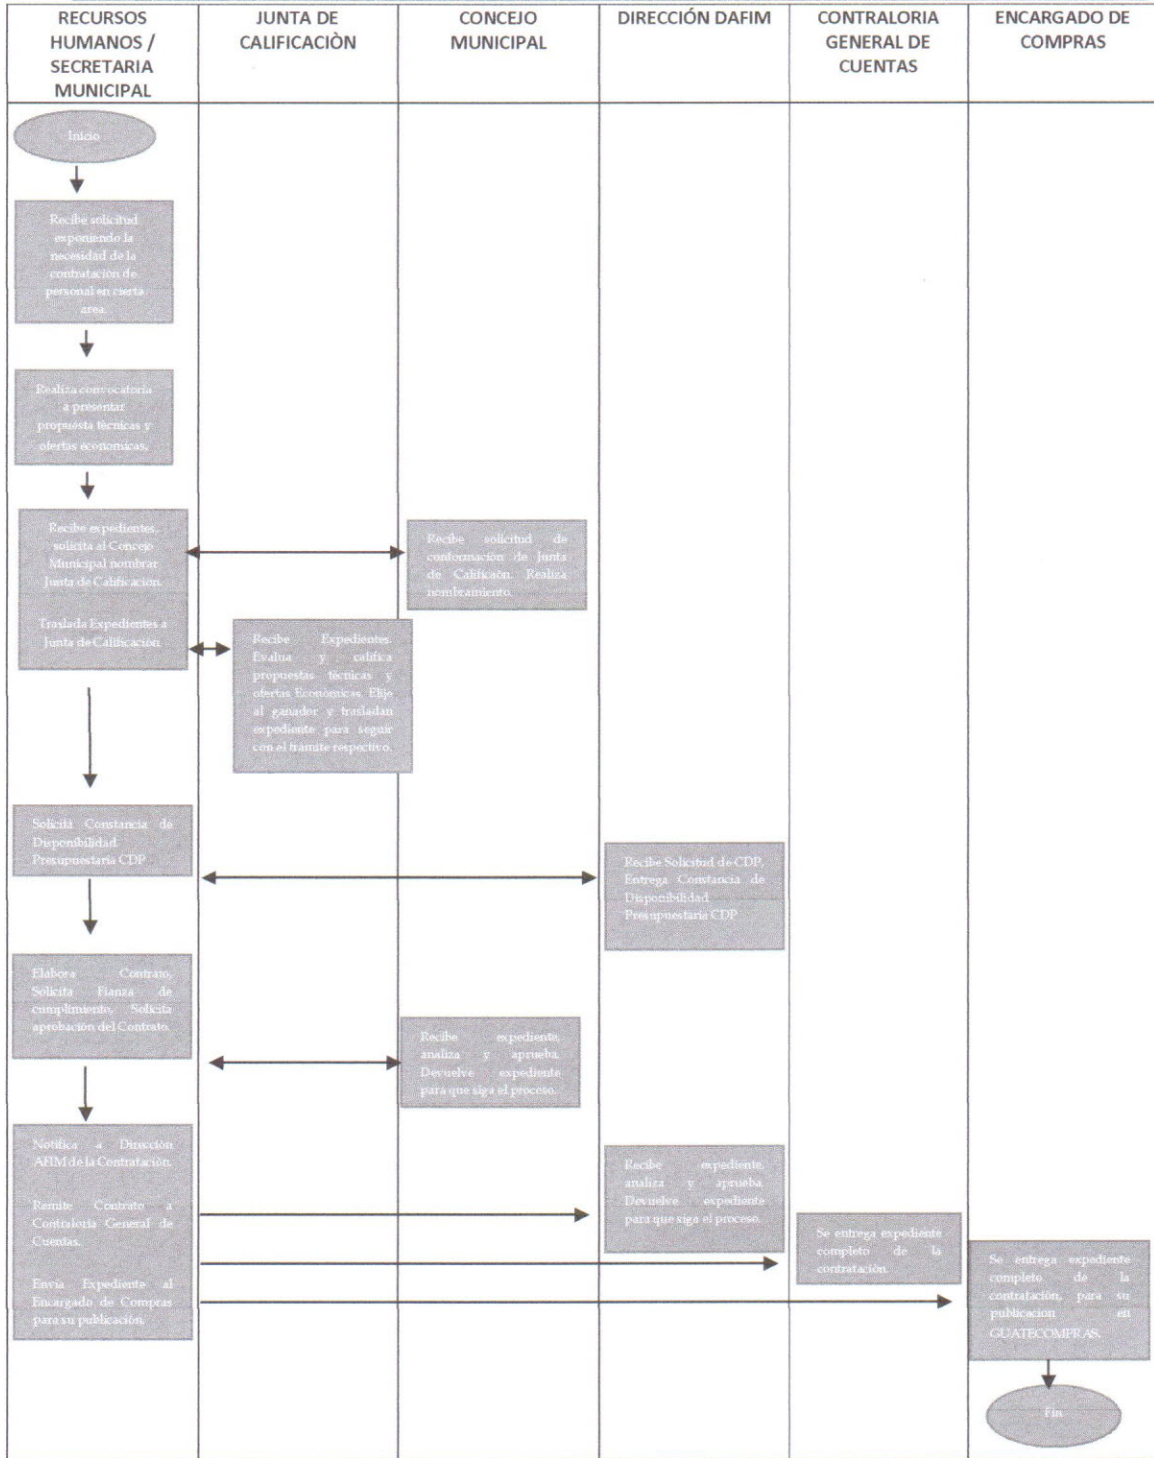 RECURSOS
HUMANOS /
SECRETARIA
MUNICIPAL
JUNTA DE
CALIFICACIÒN
CONCEJO
MUNICIPAL
DIRECCIÓN DAFIM
CONTRALORIA
GENERAL DE
CUENTAS
ENCARGADO DE
COMPRAS
Inicio
Recibe solicitud
exponiendo la
necesidad de la
contratación de
personal en cierta
area.
Realiza convocatoria
a presentar
propuesta técnicas y
ofertas economicas.
Recibe expedientes,
solicita al Concejo
Municipal nombrar
Junta de Calificación.
Traslada Expedientes a
Junta de Calificación
Recibe solicitud de
conformación de Junta
de Calificaòn. Realiza
nombramiento.
Recibe Expedientes.
Evalua y califica
propuestas técnicas y
ofertas Económicas. Elije
al ganador y trasladan
expediente para seguir
con el tramite respectivo.
Solicita Constancia de
Disponibilidad
Presupuestaria CDP
Recibe Solicitud de CDP.
Entrega Constancia de
Disponibilidad
Presupuestaria CDP
Elabora Contrato,
Solicita Fianza de
cumplimiento, Solicita
aprobación del Contrato.
Recibe expediente,
analiza y aprueba.
Devuelve expediente
para que siga el proceso.
Notifica a Dirección
AFIM de la Contratación.
Remite Contrato a
Contraloria General de
Cuentas.
Envía Expediente al
Encargado de Compras
para su publicación.
Recibe expediente,
analiza y aprueba.
Devuelve expediente
para que siga el proceso.
Se entrega expediente
completo de la
contratación.
Se entrega expediente
completo de la
contratación, para su
publicacion en
GUATECOMPRAS.
Fin